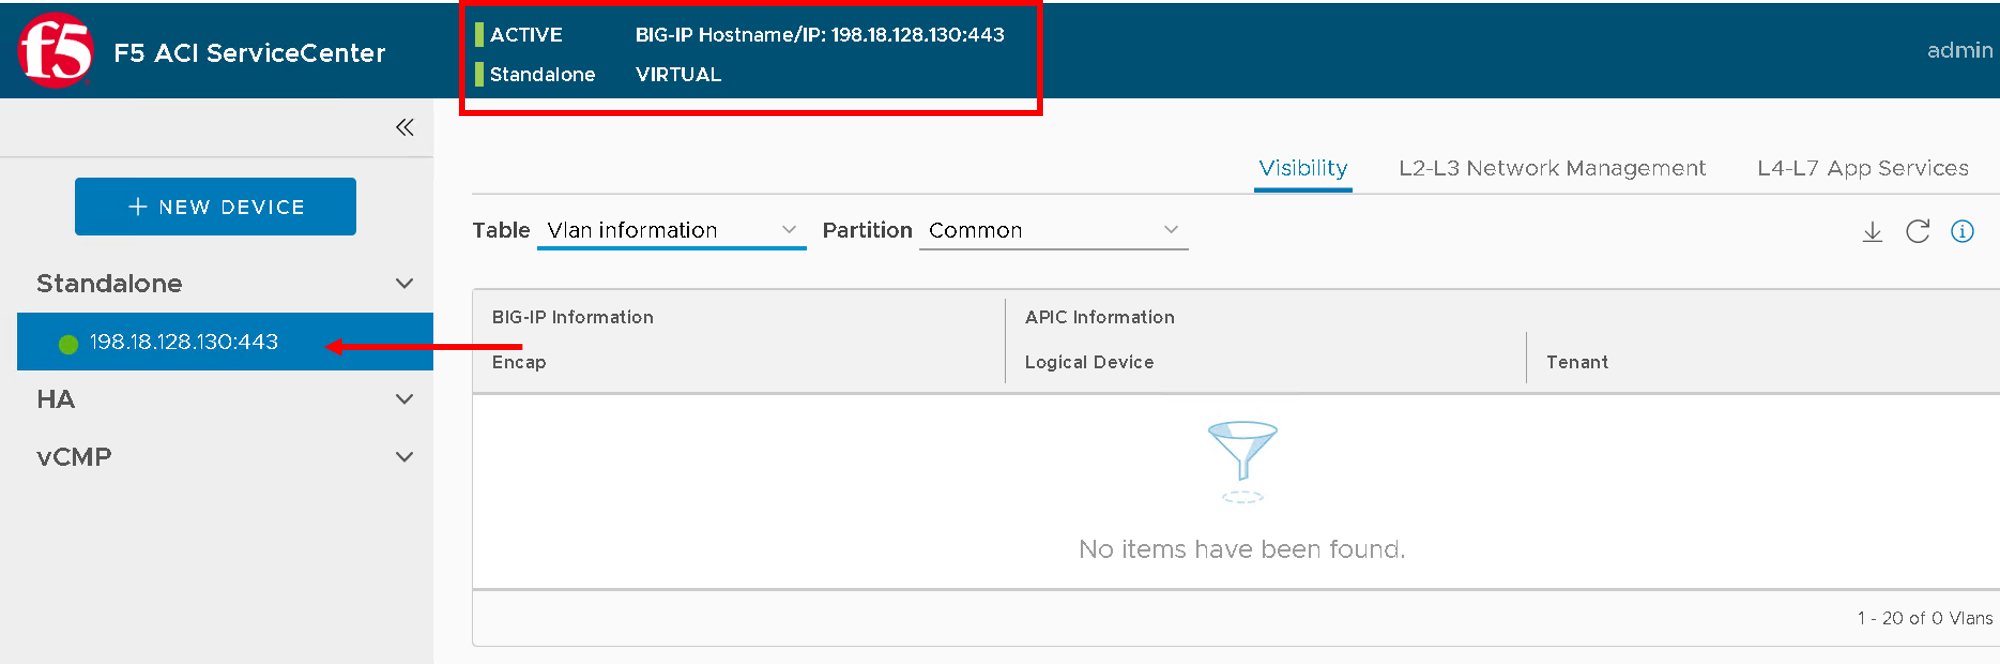 f5 F5 ACI ServiceCenter
ACTIVE BIG-IP Hostname/IP: 198.18.128.130:443
Standalone VIRTUAL
admin
+ NEW DEVICE
Standalone
198.18.128.130:443
HA
vCMP
Visibility L2-L3 Network Management L4-L7 App Services
Table Vlan information Partition Common
BIG-IP Information APIC Information
Encap Logical Device Tenant
No items have been found.
1 - 20 of 0 Vlans